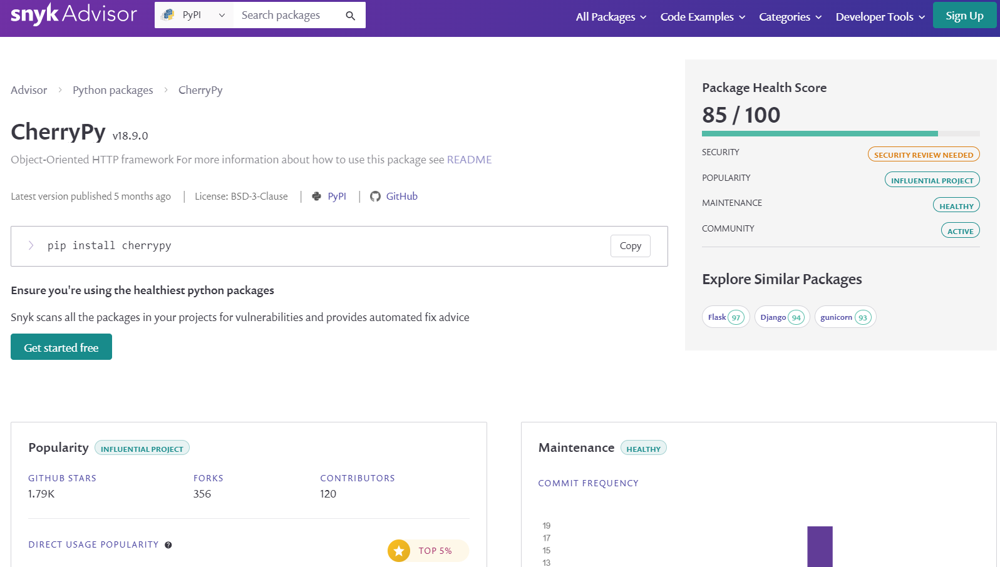 snyk Advisor
PyPI
Search packages
All Packages
Code Examples
Categories
Developer Tools
Sign Up
Advisor > Python packages > CherryPy
CherryPy v18.9.0
Object-Oriented HTTP framework For more information about how to use this package see README
Latest version published 5 months ago | License: BSD-3-Clause | PyPI | GitHub
pip install cherrypy
Copy
Ensure you're using the healthiest python packages
Snyk scans all the packages in your projects for vulnerabilities and provides automated fix advice
Get started free
Package Health Score
85 / 100
SECURITY
SECURITY REVIEW NEEDED
POPULARITY
INFLUENTIAL PROJECT
MAINTENANCE
HEALTHY
COMMUNITY
ACTIVE
Explore Similar Packages
Flask 97
Django 94
gunicorn 93
Popularity INFLUENTIAL PROJECT
GITHUB STARS
1.79K
FORKS
356
CONTRIBUTORS
120
DIRECT USAGE POPULARITY ?
TOP 5%
Maintenance HEALTHY
COMMIT FREQUENCY
19
17
15
13